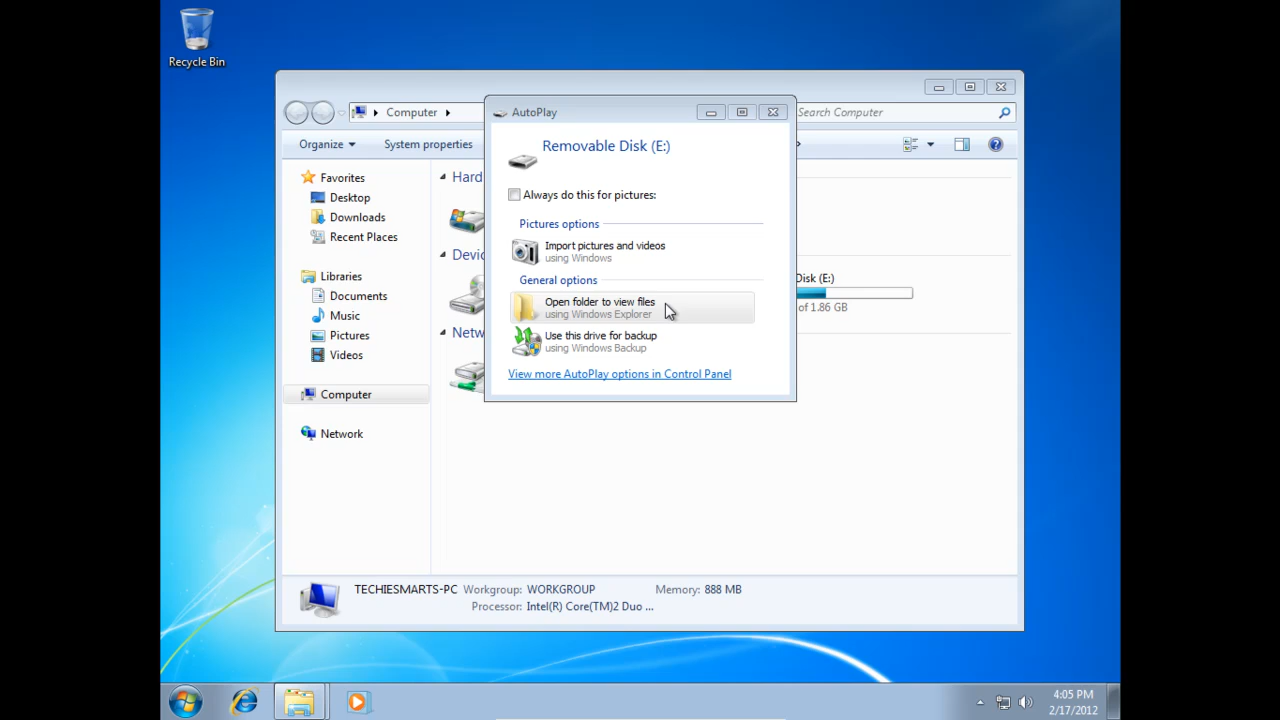 Recycle Bin
Computer
Search Computer
Organize
System properties
Favorites
Desktop
Downloads
Recent Places
Libraries
Documents
Music
Pictures
Videos
Computer
Network
Hard
Devic
Netw
Disk (E:)
of 1.86 GB
AutoPlay
Removable Disk (E:)
Always do this for pictures:
Pictures options
Import pictures and videos
using Windows
General options
Open folder to view files
using Windows Explorer
Use this drive for backup
using Windows Backup
View more AutoPlay options in Control Panel
TECHIESMARTS-PC Workgroup: WORKGROUP Memory: 888 MB
Processor: Intel(R) Core(TM)2 Duo ...
4:05 PM
2/17/2012